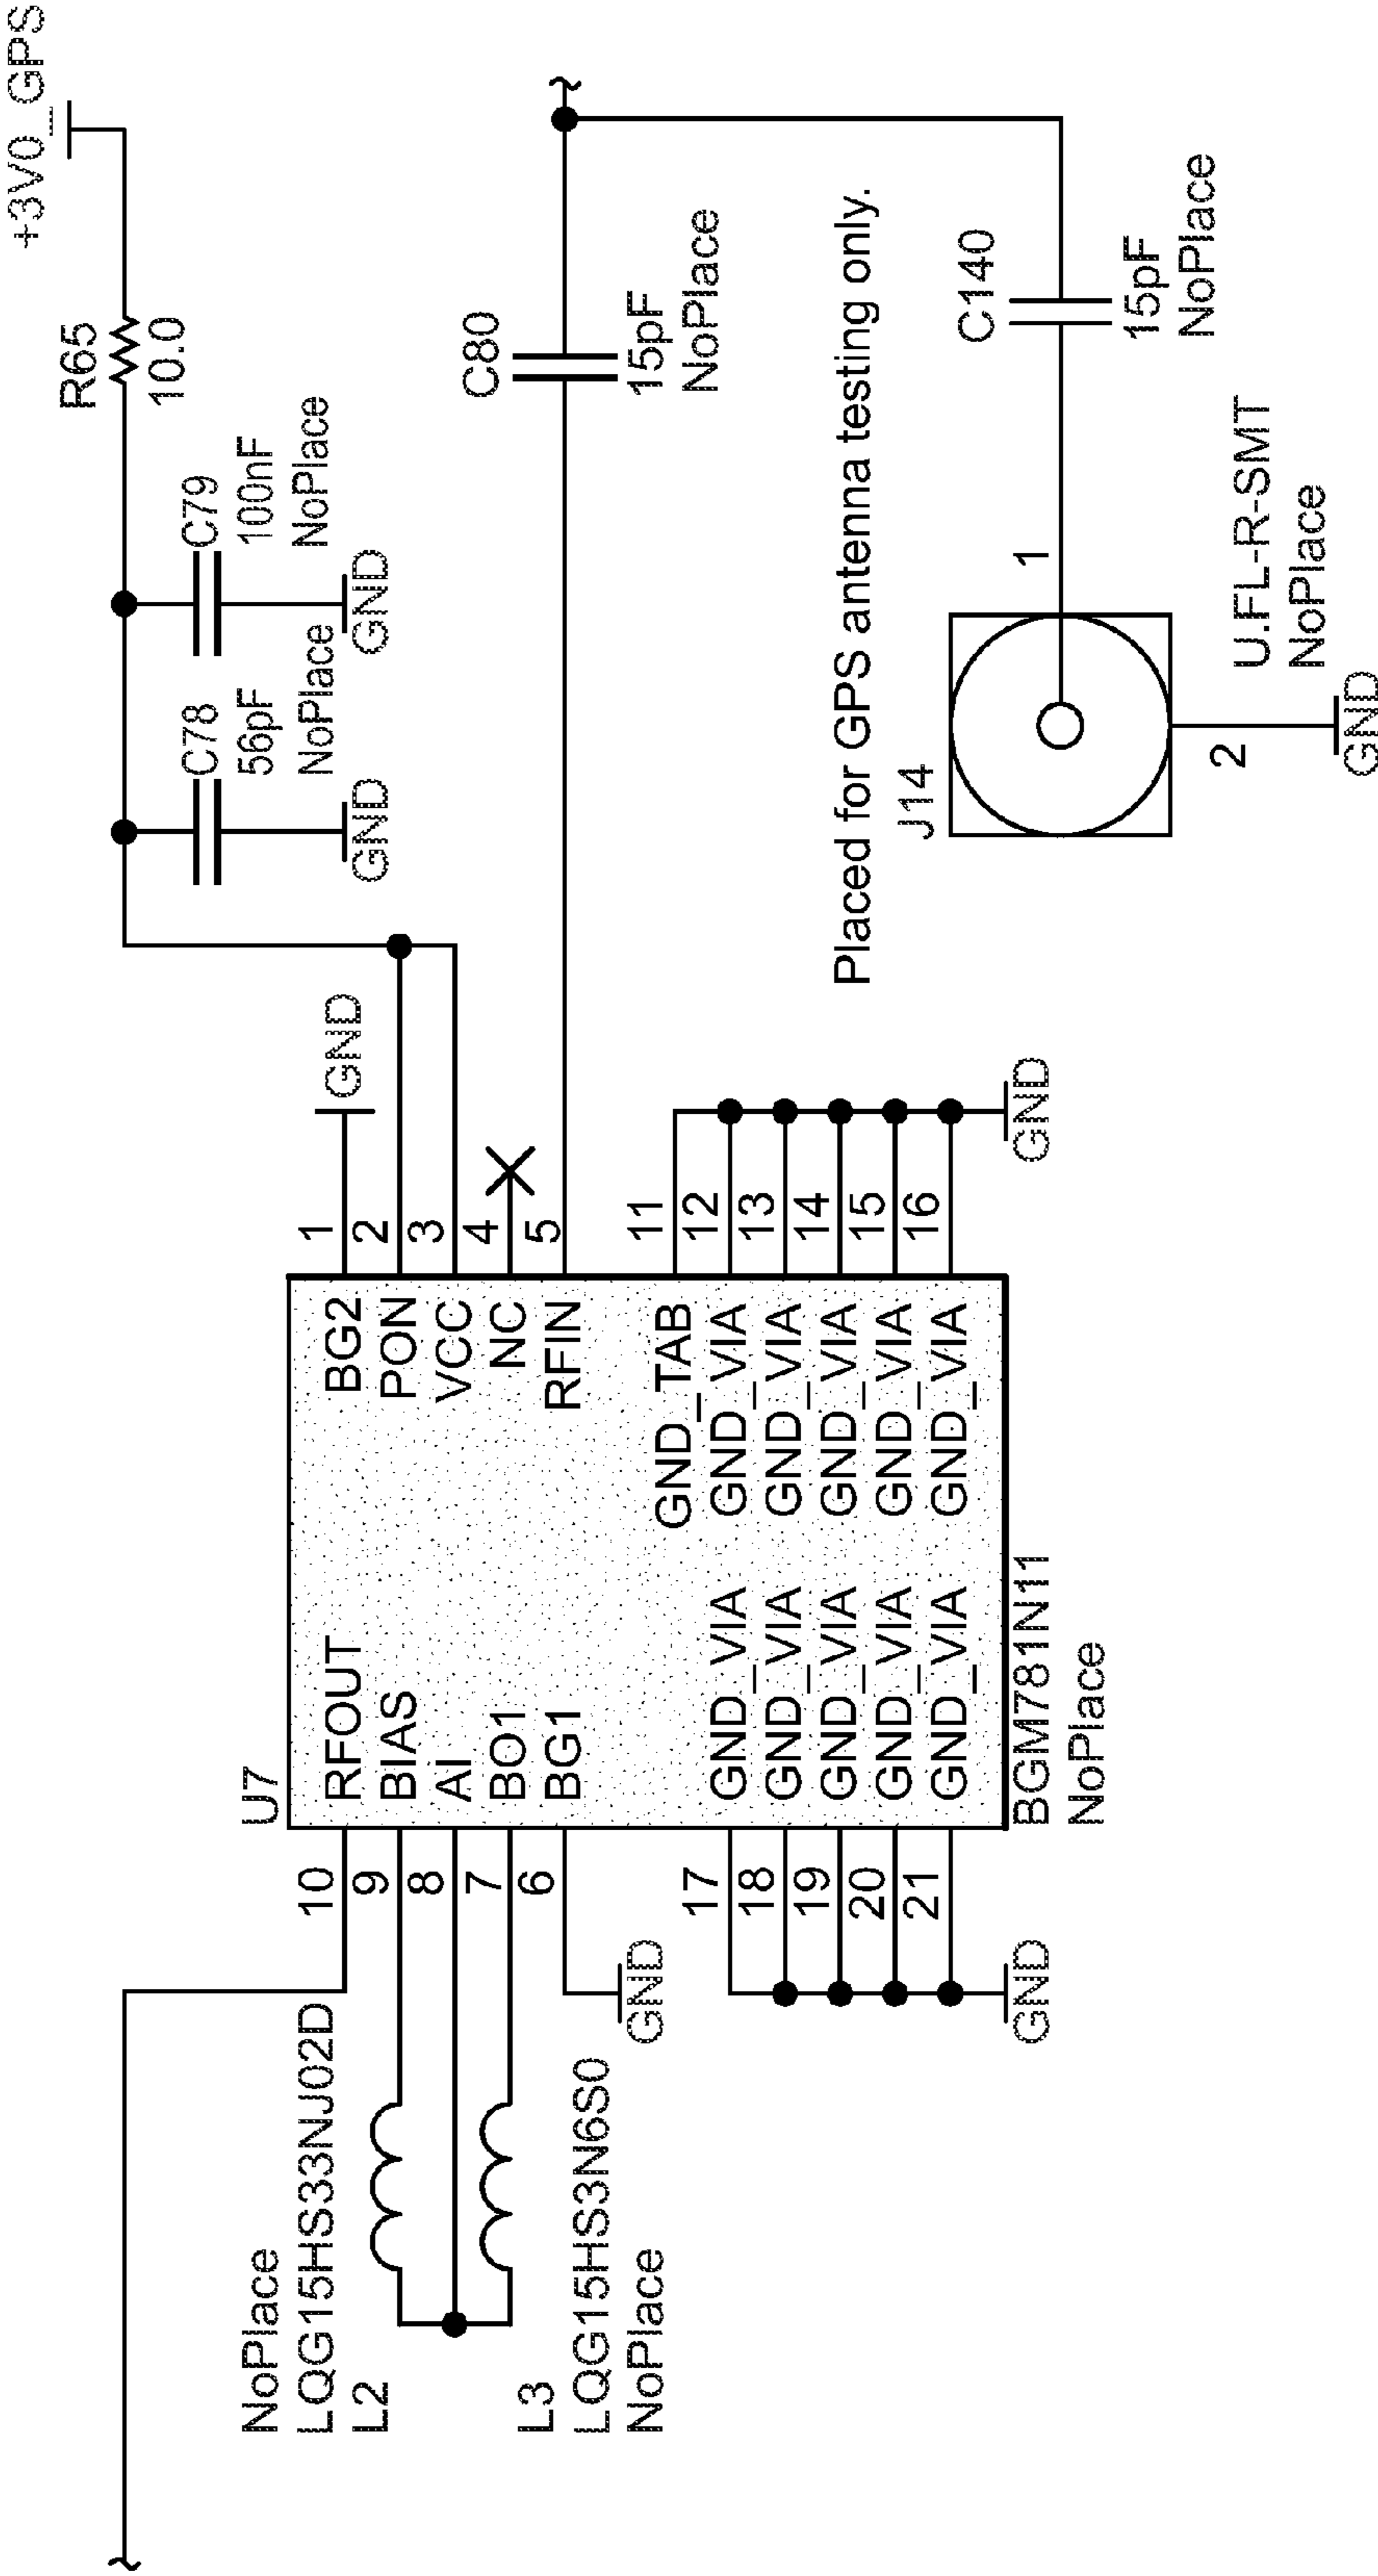 +3V0_GPS
R65
10.0
C79
100nF
NoPlace
GND
C78
56pF
NoPlace
GND
C80
15pF
NoPlace
GND
U7
RFOUT
BIAS
AI
BO1
BG1
BG2
PON
VCC
NC
RFIN
10
9
8
7
6
1
2
3
4
5
GND_TAB
GND_VIA
GND_VIA
GND_VIA
GND_VIA
GND_VIA
GND_VIA
GND_VIA
GND_VIA
GND_VIA
GND_VIA
11
12
13
14
15
16
17
18
19
20
21
GND
GND
GND
BGM781N11
NoPlace
NoPlace
LQG15HS33NJ02D
L2
L3
LQG15HS3N6S0
NoPlace
Placed for GPS antenna testing only.
J14
1
2
C140
15pF
NoPlace
U.FL-R-SMT
NoPlace
GND